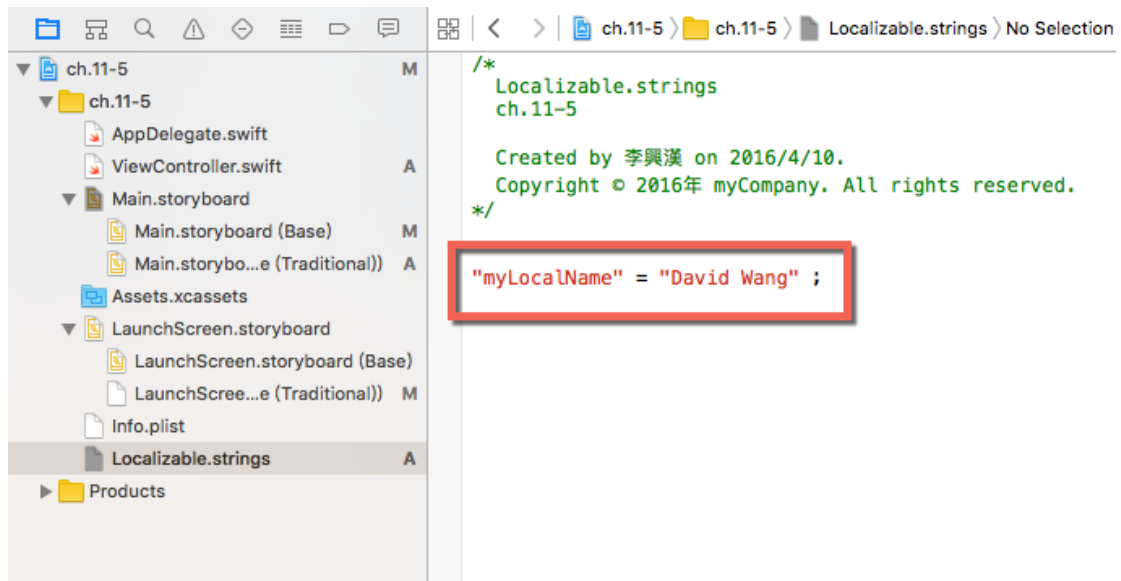 ch.11-5 〉 ch.11-5 〉 Localizable.strings 〉 No Selection
ch.11-5 M
ch.11-5
AppDelegate.swift
ViewController.swift A
Main.storyboard
Main.storyboard (Base) M
Main.storybo...e (Traditional)) A
Assets.xcassets
LaunchScreen.storyboard
LaunchScreen.storyboard (Base)
LaunchScree...e (Traditional)) M
Info.plist
Localizable.strings A
Products
/*
Localizable.strings
ch.11-5
Created by 李興漢 on 2016/4/10.
Copyright © 2016年 myCompany. All rights reserved.
*/
"myLocalName" = "David Wang" ;